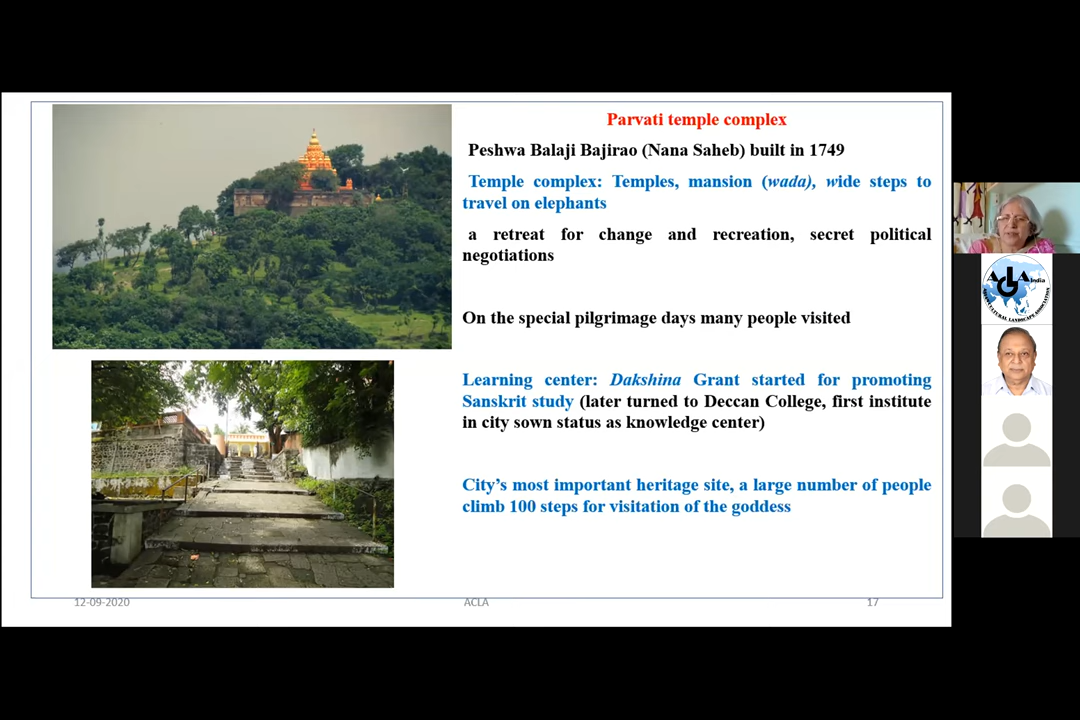 Parvati temple complex
Peshwa Balaji Bajirao (Nana Saheb) built in 1749
Temple complex: Temples, mansion (wada), wide steps to
travel on elephants
a retreat for change and recreation, secret political
negotiations
On the special pilgrimage days many people visited
Learning center: Dakshina Grant started for promoting
Sanskrit study (later turned to Deccan College, first institute
in city sown status as knowledge center)
City’s most important heritage site, a large number of people
climb 100 steps for visitation of the goddess
12-09-2020
ACLA
17
ACLA
India